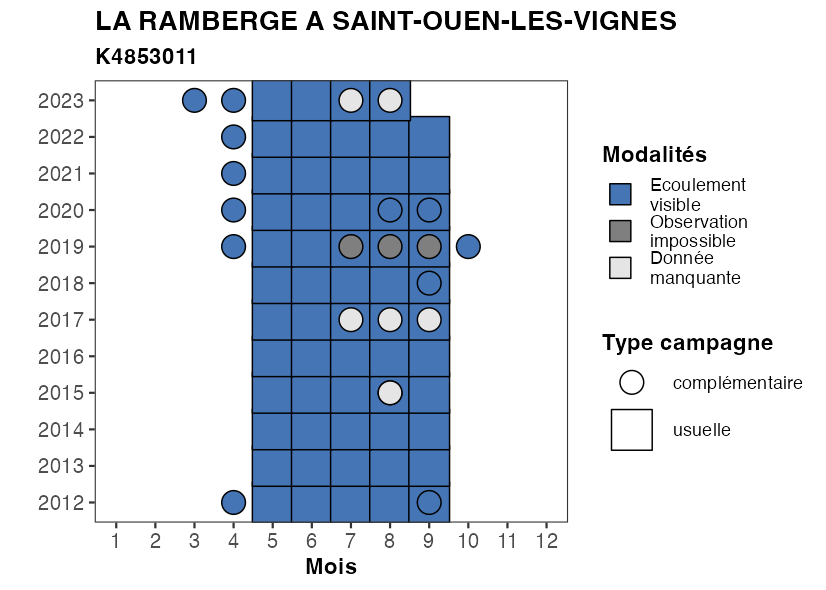 LA RAMBERGE A SAINT-OUEN-LES-VIGNES
K4853011
2023
2022
2021
2020
2019
2018
2017
2016
2015
2014
2013
2012
1 2 3 4 5 6 7 8 9 10 11 12
Mois
Modalités
Ecoulement
visible
Observation
impossible
Donnée
manquante
Type campagne
complémentaire
usuelle